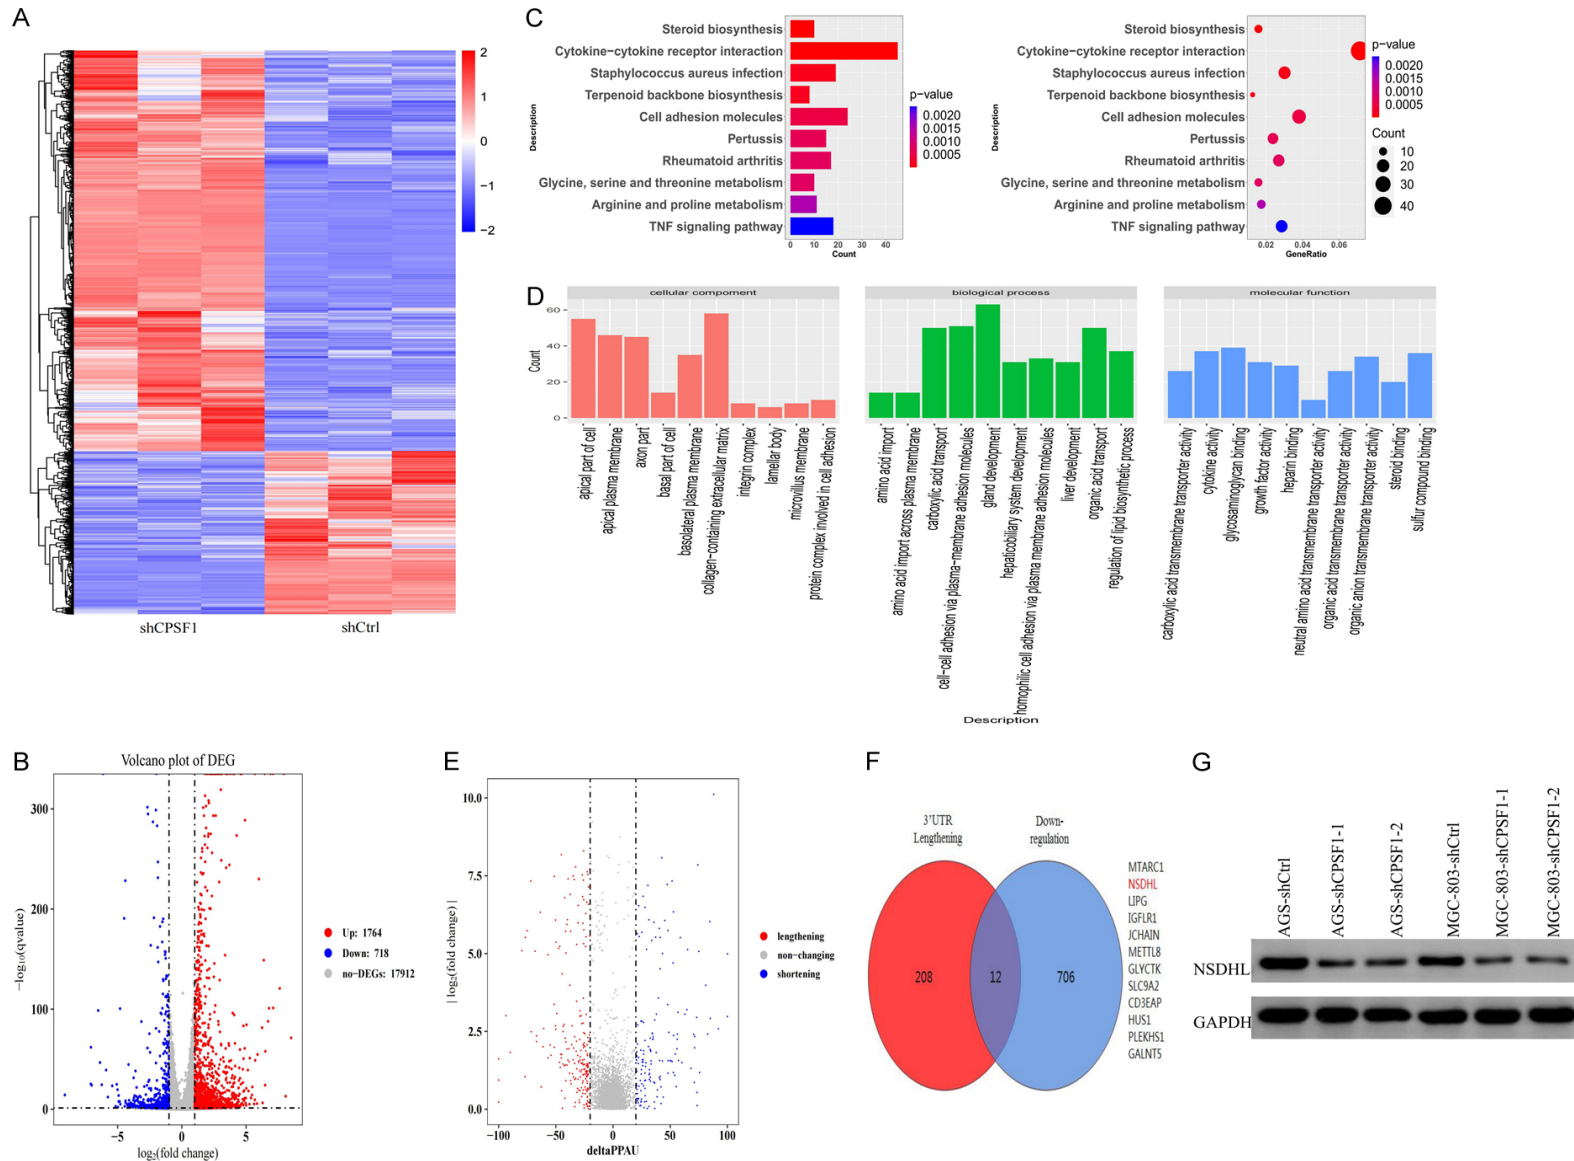 A
2
1
0
−1
−2
shCPSF1
shCtrl
C
Description
Steroid biosynthesis
Cytokine−cytokine receptor interaction
Staphylococcus aureus infection
Terpenoid backbone biosynthesis
Cell adhesion molecules
Pertussis
Rheumatoid arthritis
Glycine, serine and threonine metabolism
Arginine and proline metabolism
TNF signaling pathway
0 10 20 30 40
Count
p−value
0.0020
0.0015
0.0010
0.0005
Description
Steroid biosynthesis
Cytokine−cytokine receptor interaction
Staphylococcus aureus infection
Terpenoid backbone biosynthesis
Cell adhesion molecules
Pertussis
Rheumatoid arthritis
Glycine, serine and threonine metabolism
Arginine and proline metabolism
TNF signaling pathway
0.02 0.04 0.06
GeneRatio
p−value
0.0020
0.0015
0.0010
0.0005
Count
10
20
30
40
D
cellular compoment
biological process
molecular function
Count
60
40
20
0
apical part of cell
apical plasma membrane
axon part
basal part of cell
basolateral plasma membrane
collagen−containing extracellular matrix
integrin complex
lamellar body
microvillus membrane
protein complex involved in cell adhesion
amino acid import
amino acid import across plasma membrane
carboxylic acid transport
cell−cell adhesion via plasma−membrane adhesion molecules
gland development
hepaticobiliary system development
homophilic cell adhesion via plasma membrane adhesion molecules
liver development
organic acid transport
regulation of lipid biosynthetic process
carboxylic acid transmembrane transporter activity
cytokine activity
glycosaminoglycan binding
growth factor activity
heparin binding
neutral amino acid transmembrane transporter activity
organic acid transmembrane transporter activity
organic anion transmembrane transporter activity
steroid binding
sulfur compound binding
Description
B
Volcano plot of DEG
−log10(qvalue)
300
200
100
0
−5 0 5
log2(fold change)
Up: 1764
Down: 718
no−DEGs: 17912
E
| log2(fold change) |
10.0
7.5
5.0
2.5
0.0
−100 −50 0 50 100
deltaPPAU
lengthening
non−changing
shortening
F
3'UTR
Lengthening
Down-
regulation
208
12
706
MTARC1
NSDHL
LIPG
IGFLR1
JCHAIN
METTL8
GLYCTK
SLC9A2
CD3EAP
HUS1
PLEKHS1
GALNT5
G
AGS-shCtrl
AGS-shCPSF1-1
AGS-shCPSF1-2
MGC-803-shCtrl
MGC-803-shCPSF1-1
MGC-803-shCPSF1-2
NSDHL
GAPDH